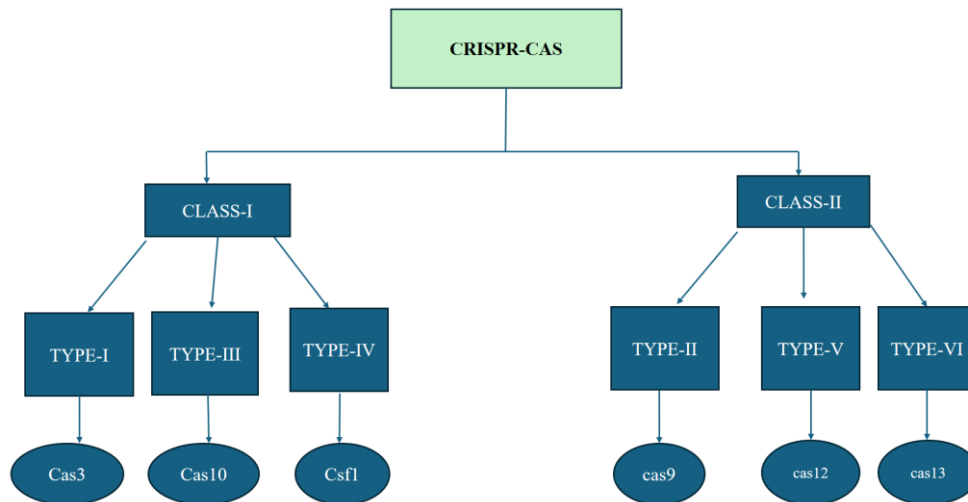 CRISPR-CAS
CLASS-I
CLASS-II
TYPE-I
TYPE-III
TYPE-IV
TYPE-II
TYPE-V
TYPE-VI
Cas3
Cas10
Csf1
cas9
cas12
cas13